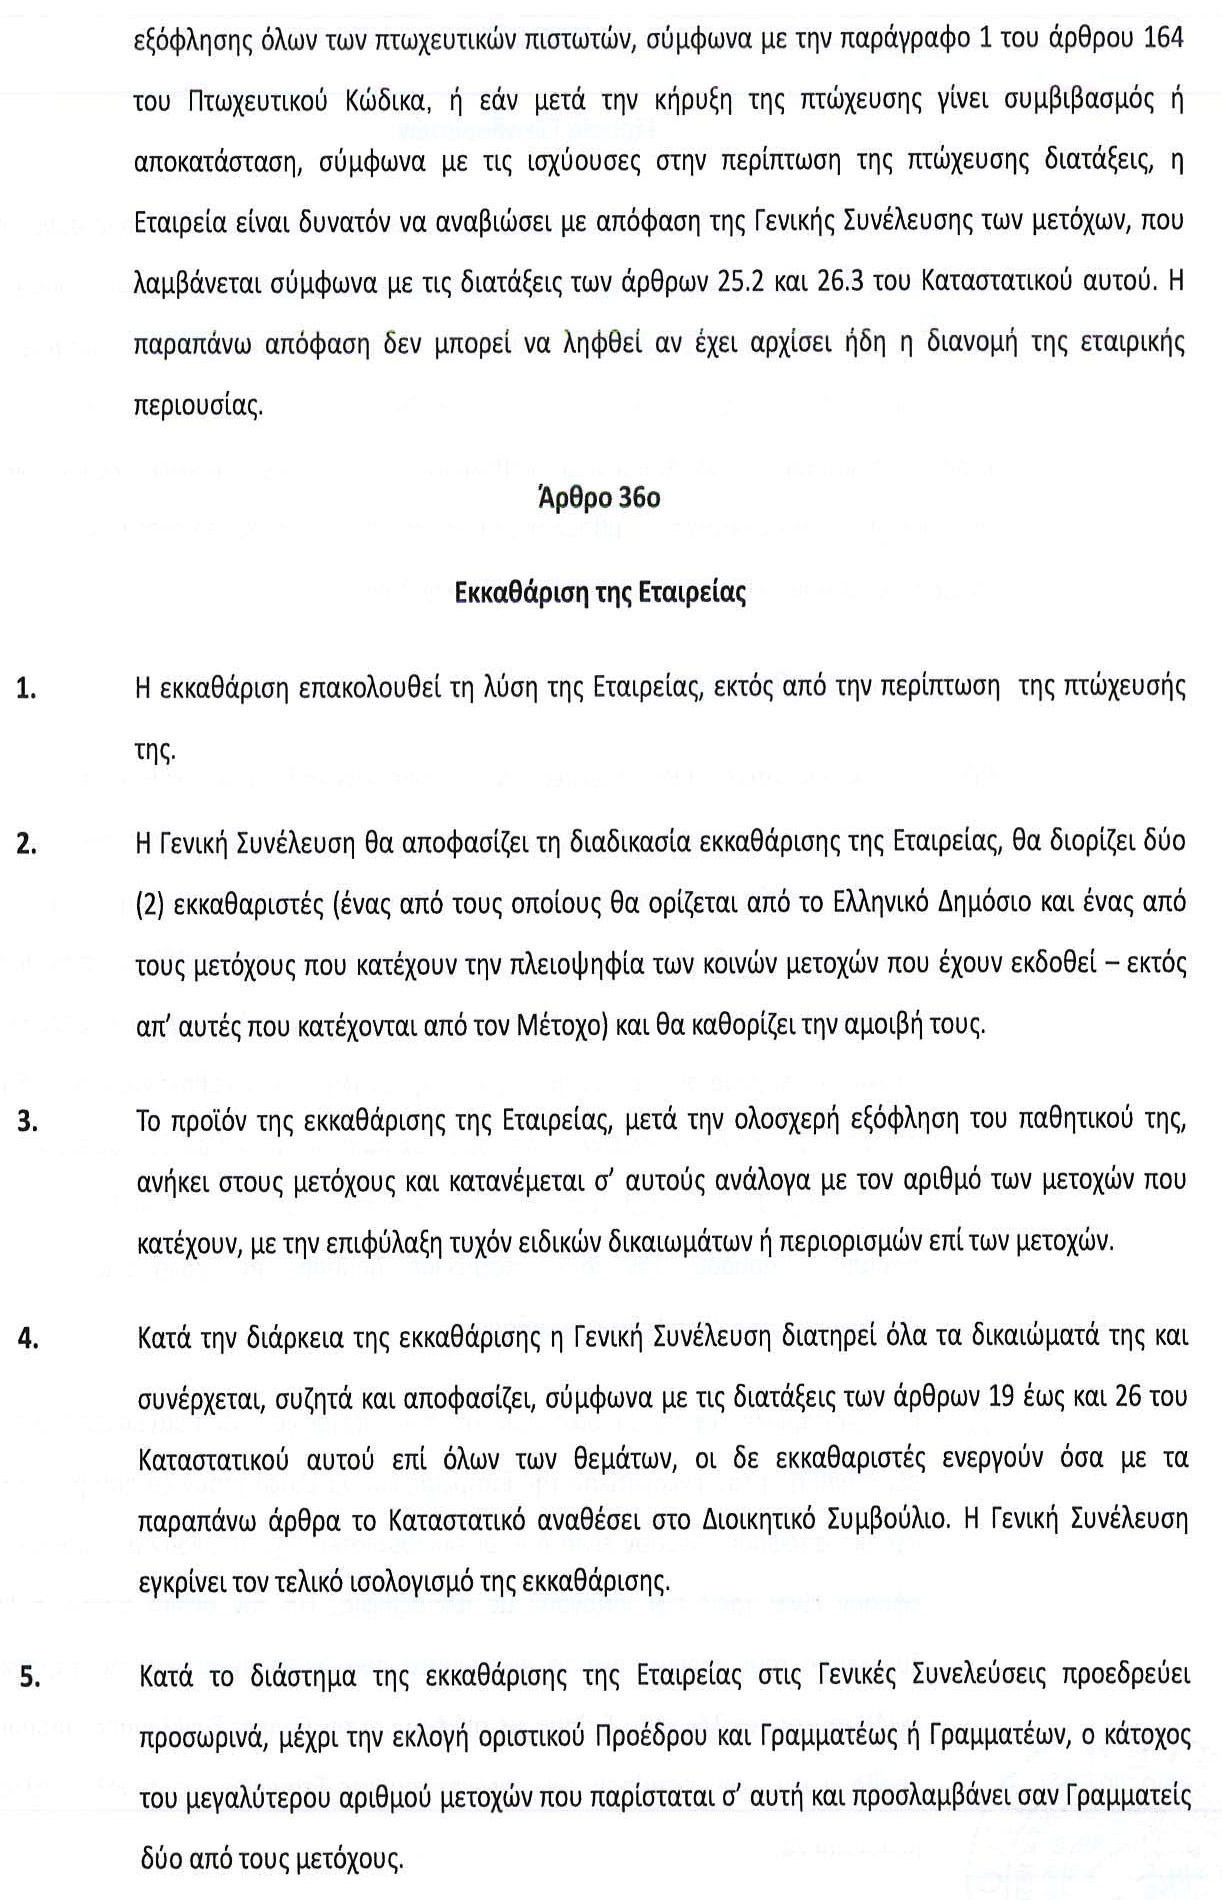 εξόφλησης όλων των πτωχευτικών πιστωτών, σύμφωνα με την παράγραφο 1 του άρθρου 164
του Πτωχευτικού Κώδικα, ή εάν μετά την κήρυξη της πτώχευσης γίνει συμβιβασμός ή
αποκατάσταση, σύμφωνα με τις ισχύουσες στην περίπτωση της πτώχευσης διατάξεις, η
Εταιρεία είναι δυνατόν να αναβιώσει με απόφαση της Γενικής Συνέλευσης των μετόχων, που
λαμβάνεται σύμφωνα με τις διατάξεις των άρθρων 25.2 και 26.3 του Καταστατικού αυτού. Η
παραπάνω απόφαση δεν μπορεί να ληφθεί αν έχει αρχίσει ήδη η διανομή της εταιρικής
περιουσίας.
Άρθρο 36ο
Εκκαθάριση της Εταιρείας
1. Η εκκαθάριση επακολουθεί τη λύση της Εταιρείας, εκτός από την περίπτωση της πτώχευσής
της.
2. Η Γενική Συνέλευση θα αποφασίζει τη διαδικασία εκκαθάρισης της Εταιρείας, θα διορίζει δύο
(2) εκκαθαριστές (ένας από τους οποίους θα ορίζεται από το Ελληνικό Δημόσιο και ένας από
τους μετόχους που κατέχουν την πλειοψηφία των κοινών μετοχών που έχουν εκδοθεί – εκτός
απ’ αυτές που κατέχονται από τον Μέτοχο) και θα καθορίζει την αμοιβή τους.
3. Το προϊόν της εκκαθάρισης της Εταιρείας, μετά την ολοσχερή εξόφληση του παθητικού της,
ανήκει στους μετόχους και κατανέμεται σ’ αυτούς ανάλογα με τον αριθμό των μετοχών που
κατέχουν, με την επιφύλαξη τυχόν ειδικών δικαιωμάτων ή περιορισμών επί των μετοχών.
4. Κατά την διάρκεια της εκκαθάρισης η Γενική Συνέλευση διατηρεί όλα τα δικαιώματά της και
συνέρχεται, συζητά και αποφασίζει, σύμφωνα με τις διατάξεις των άρθρων 19 έως και 26 του
Καταστατικού αυτού επί όλων των θεμάτων, οι δε εκκαθαριστές ενεργούν όσα με τα
παραπάνω άρθρα το Καταστατικό αναθέσει στο Διοικητικό Συμβούλιο. Η Γενική Συνέλευση
εγκρίνει τον τελικό ισολογισμό της εκκαθάρισης.
5. Κατά το διάστημα της εκκαθάρισης της Εταιρείας στις Γενικές Συνελεύσεις προεδρεύει
προσωρινά, μέχρι την εκλογή οριστικού Προέδρου και Γραμματέως ή Γραμματέων, ο κάτοχος
του μεγαλύτερου αριθμού μετοχών που παρίσταται σ’ αυτή και προσλαμβάνει σαν Γραμματείς
δύο από τους μετόχους.